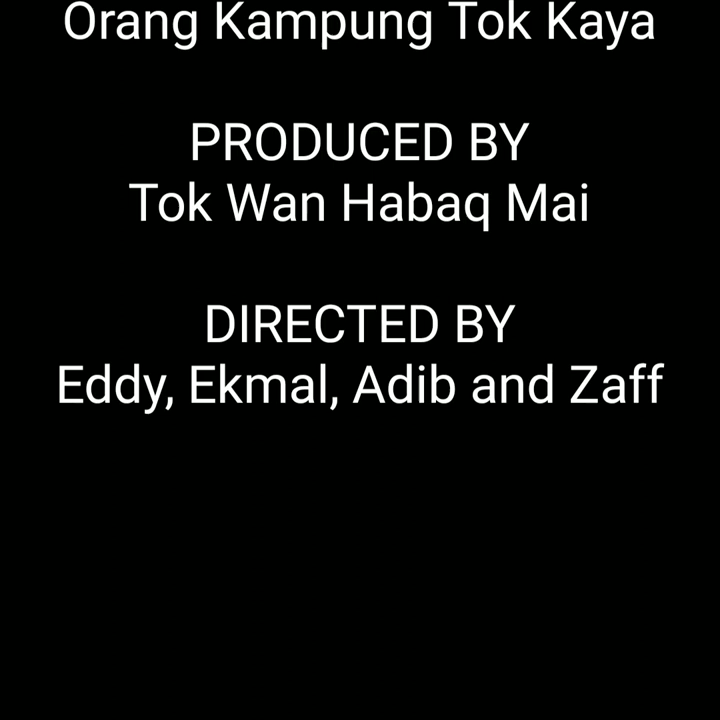 Orang Kampung Tok Kaya
PRODUCED BY
Tok Wan Habaq Mai
DIRECTED BY
Eddy, Ekmal, Adib and Zaff